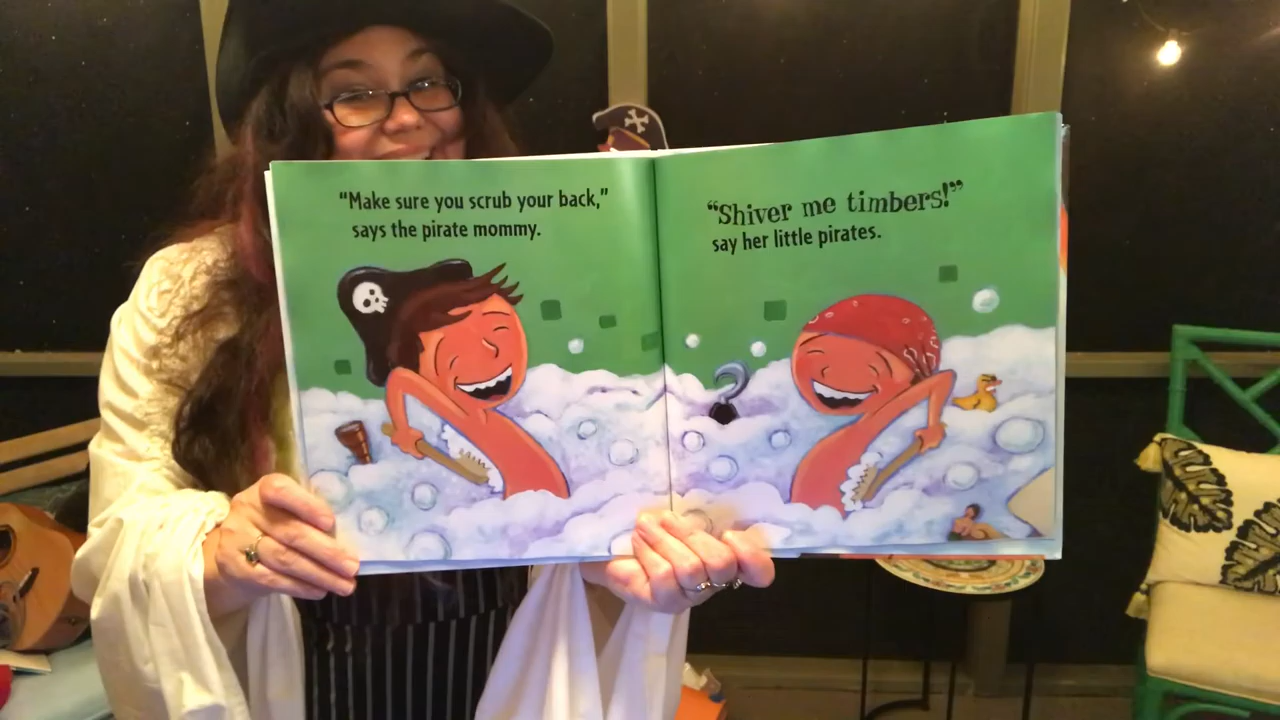 “Make sure you scrub your back,”
says the pirate mommy.
“Shiver me timbers!”
say her little pirates.